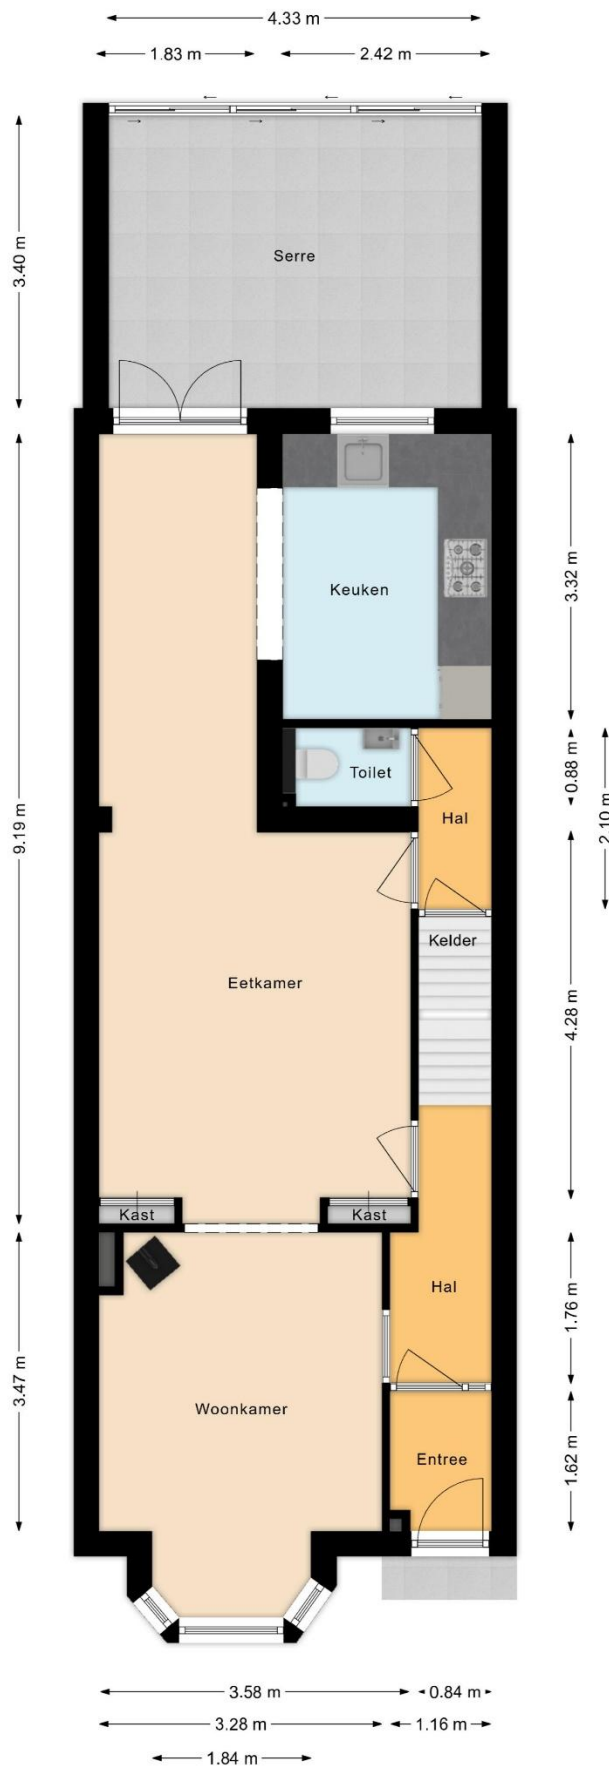 4.33 m
1.83 m
2.42 m
3.40 m
Serre
Keuken
3.32 m
Toilet
0.88 m
Hal
2.10 m
9.19 m
Kelder
Eetkamer
4.28 m
Kast
Kast
Hal
1.76 m
3.47 m
Woonkamer
Entree
1.62 m
3.58 m
0.84 m
3.28 m
1.16 m
1.84 m